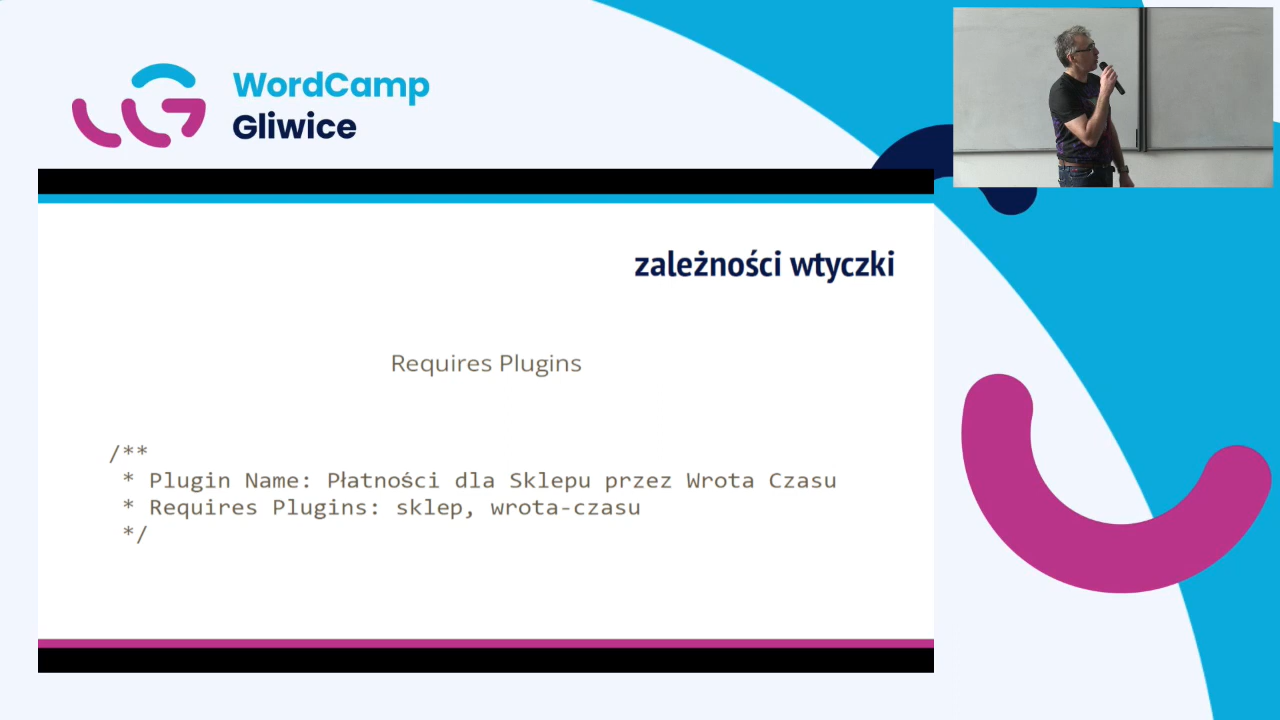 WordCamp
Gliwice
zależności wtyczki
Requires Plugins
/**
* Plugin Name: Płatności dla Sklepu przez Wrota Czasu
* Requires Plugins: sklep, wrota-czasu
*/